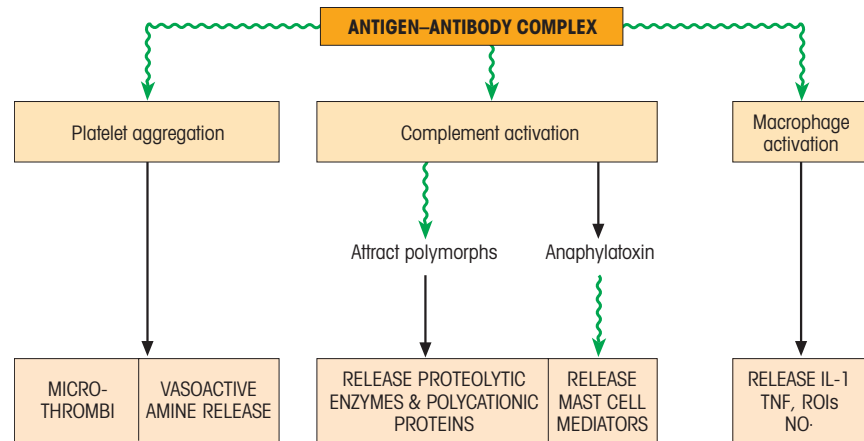 ANTIGEN–ANTIBODY COMPLEX
Platelet aggregation
Complement activation
Macrophage
activation
Attract polymorphs
Anaphylatoxin
MICRO-
THROMBI
VASOACTIVE
AMINE RELEASE
RELEASE PROTEOLYTIC
ENZYMES & POLYCATIONIC
PROTEINS
RELEASE
MAST CELL
MEDIATORS
RELEASE IL-1
TNF, ROIs
NO·